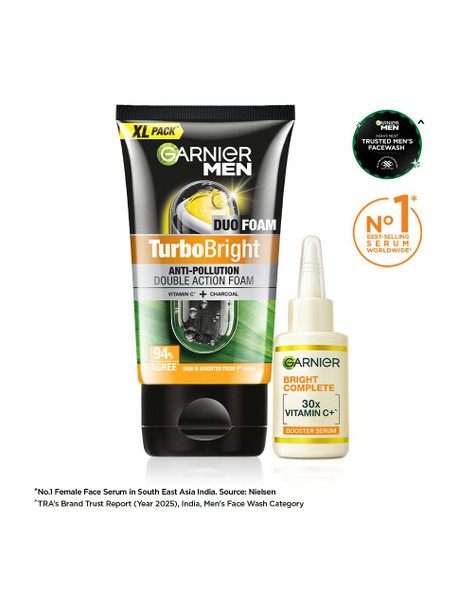 XL PACK*
GARNIER
MEN
DUO FOAM
TurboBright
ANTI-POLLUTION
DOUBLE ACTION FOAM
VITAMIN C* + CHARCOAL
94%
AGREE
SKIN IS BRIGHTED FROM 1ST WASH
GARNIER
BRIGHT
COMPLETE
30x
VITAMIN C+^
BOOSTER SERUM
^
GARNIER
MEN
TRUSTED MEN'S
FACEWASH
No1*
BEST-SELLING
SERUM
WORLDWIDE*
*No.1 Female Face Serum in South East Asia India. Source: Nielsen
^TRA's Brand Trust Report (Year 2025), India, Men's Face Wash Category